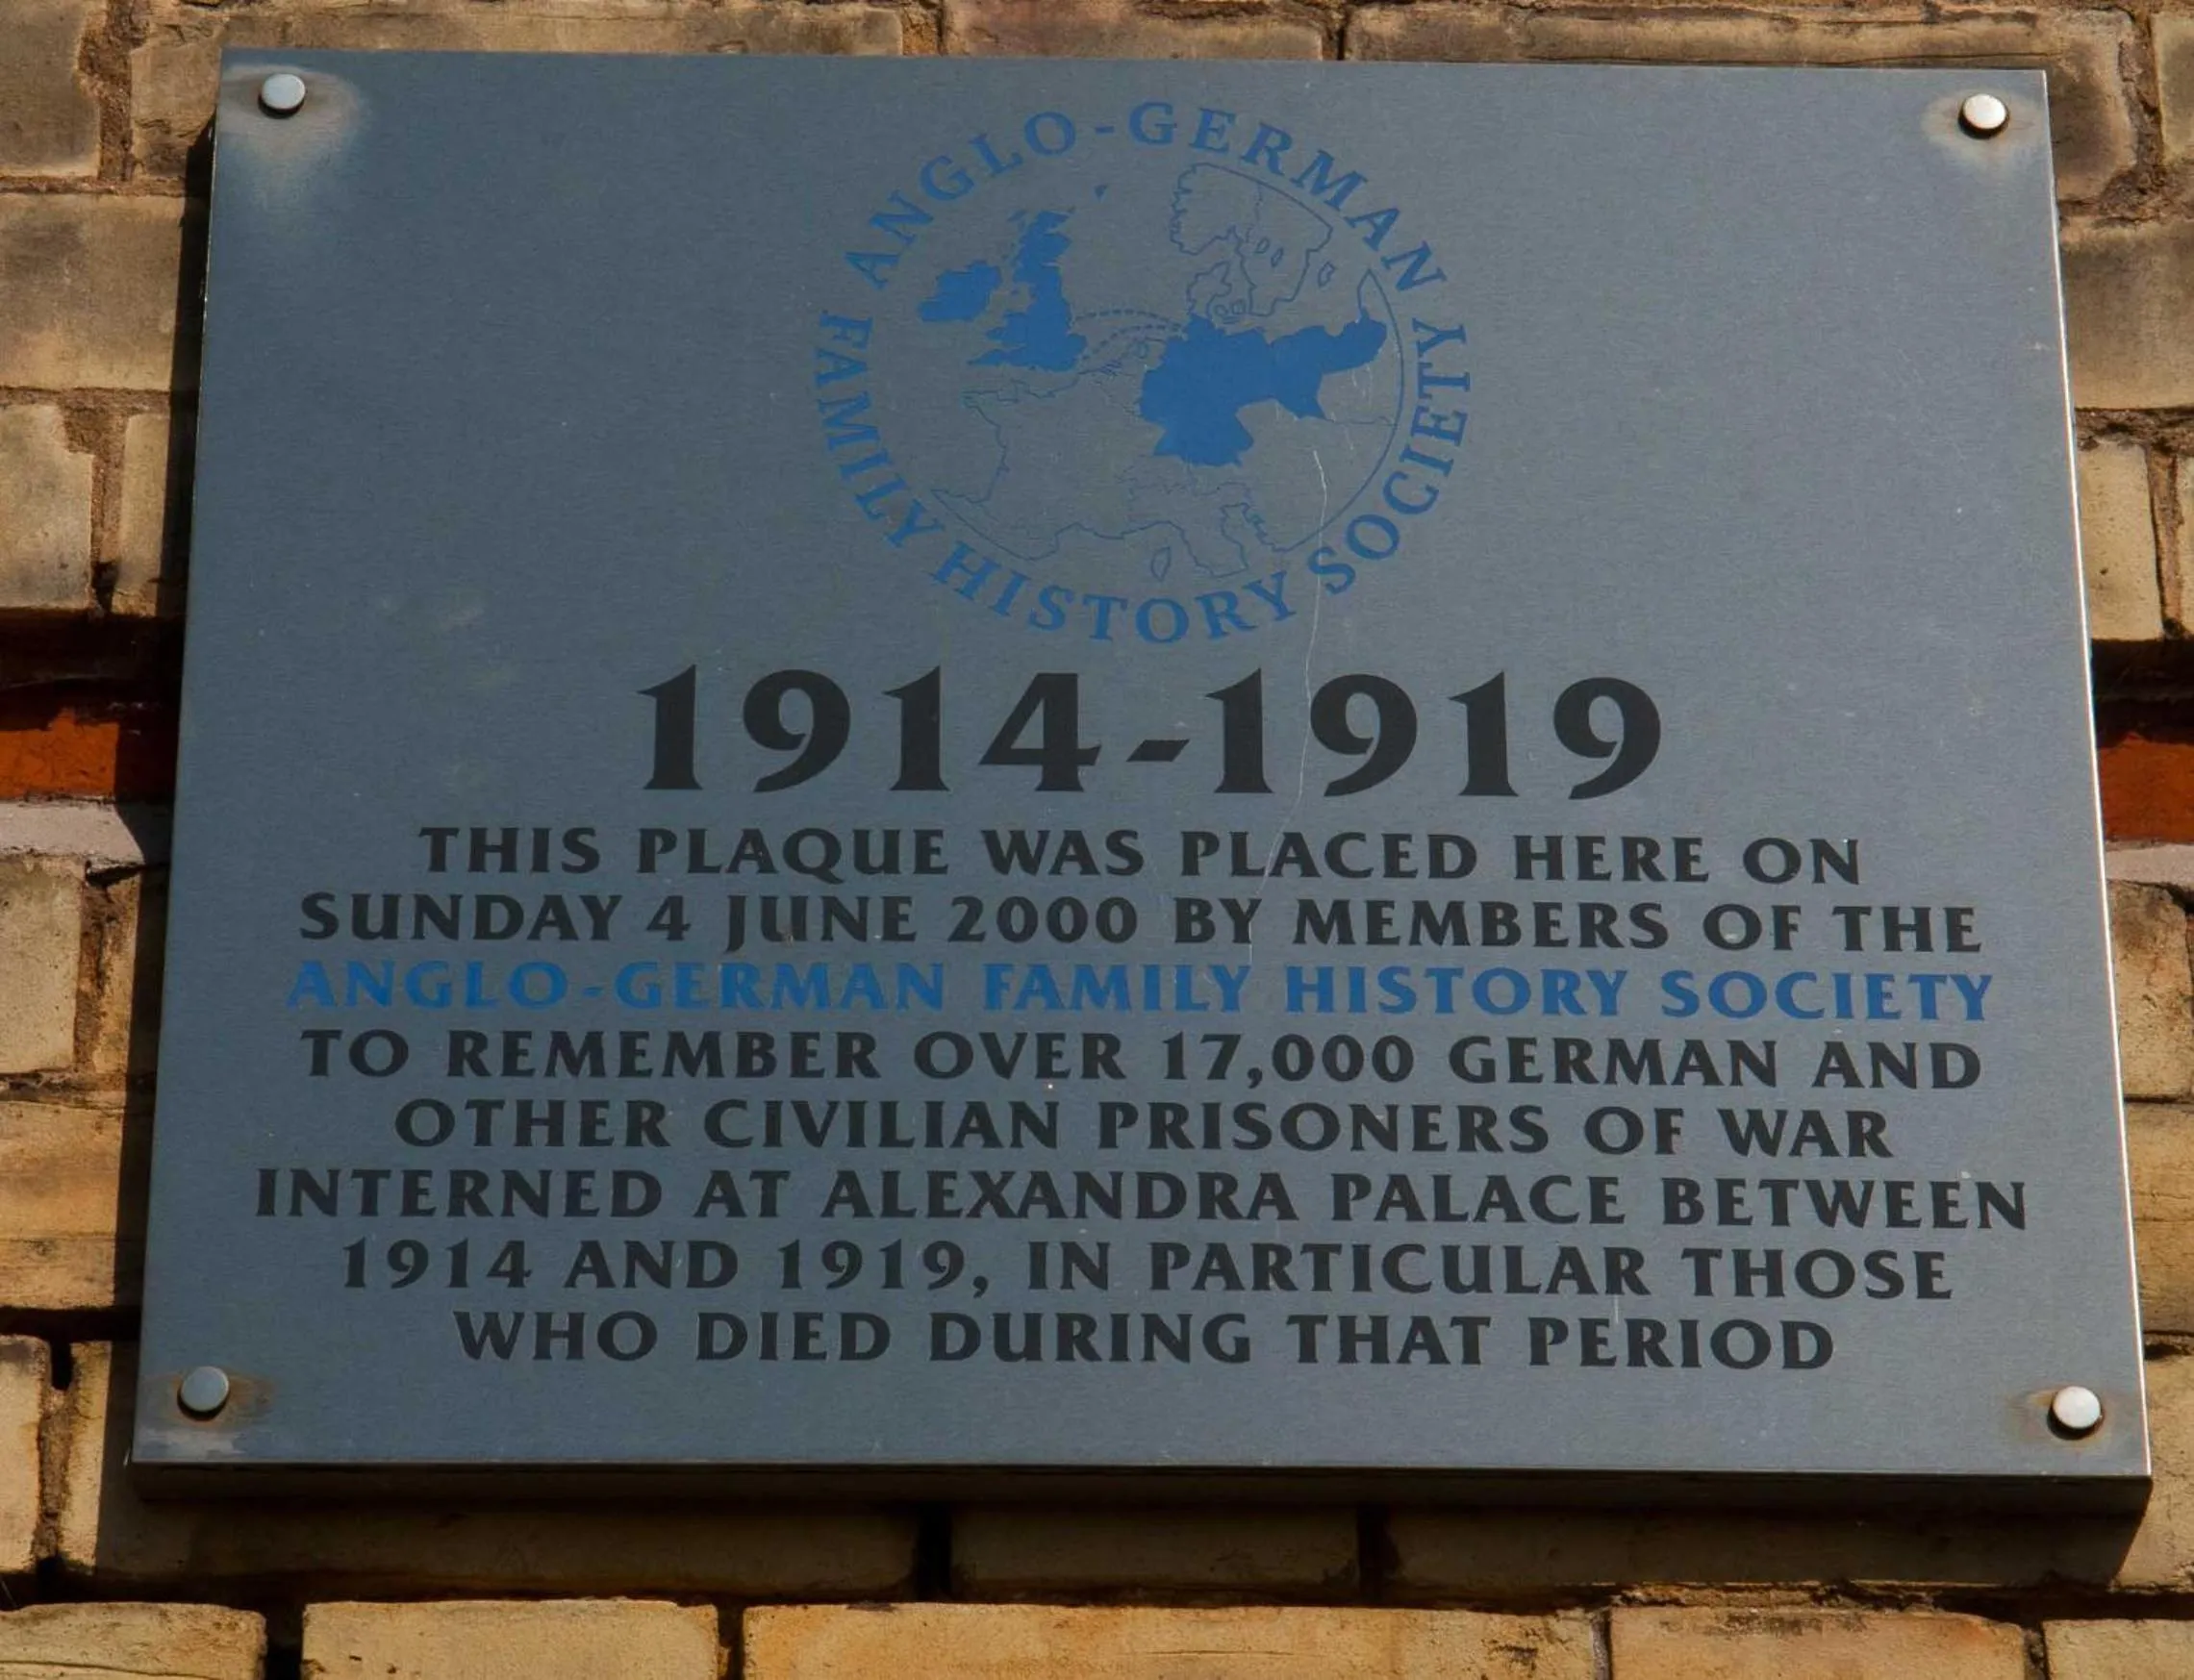 ANGLO-GERMAN
FAMILY HISTORY SOCIETY
1914-1919
THIS PLAQUE WAS PLACED HERE ON
SUNDAY 4 JUNE 2000 BY MEMBERS OF THE
ANGLO-GERMAN FAMILY HISTORY SOCIETY
TO REMEMBER OVER 17,000 GERMAN AND
OTHER CIVILIAN PRISONERS OF WAR
INTERNED AT ALEXANDRA PALACE BETWEEN
1914 AND 1919, IN PARTICULAR THOSE
WHO DIED DURING THAT PERIOD